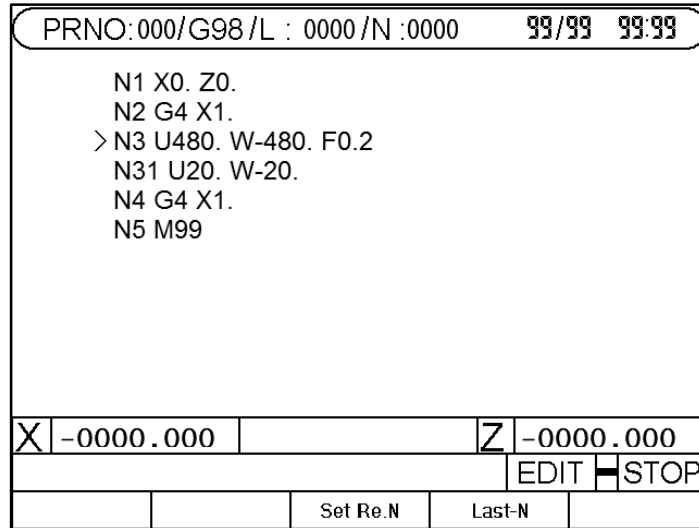 PRNO:000/G98/L : 0000/N :0000 99/99 99:99
N1 X0. Z0.
N2 G4 X1.
>N3 U480. W-480. F0.2
N31 U20. W-20.
N4 G4 X1.
N5 M99
X -0000.000 Z -0000.000
EDIT STOP
Set Re.N Last-N